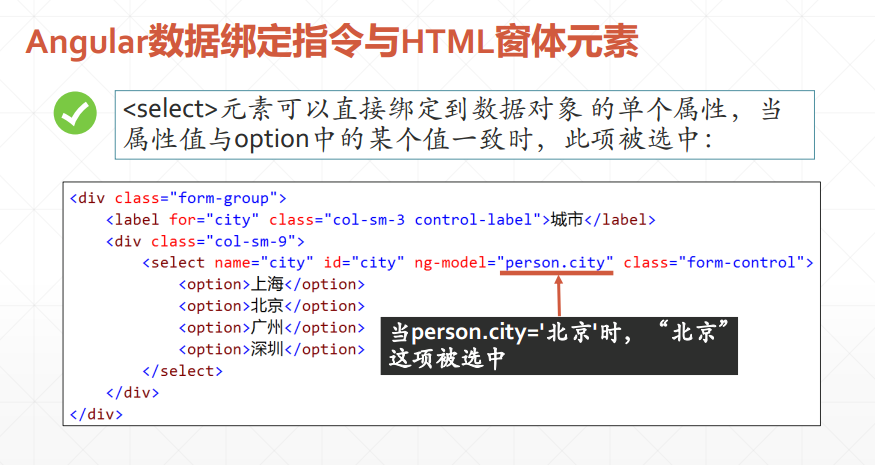 Angular数据绑定指令与HTML窗体元素
<select>元素可以直接绑定到数据对象 的单个属性，当
属性值与option中的某个值一致时，此项被选中：
<div class="form-group">
    <label for="city" class="col-sm-3 control-label">城市</label>
    <div class="col-sm-9">
        <select name="city" id="city" ng-model="person.city" class="form-control">
            <option>上海</option>
            <option>北京</option>
            <option>广州</option>
            <option>深圳</option>
        </select>
    </div>
</div>
当person.city='北京'时，“北京”
这项被选中